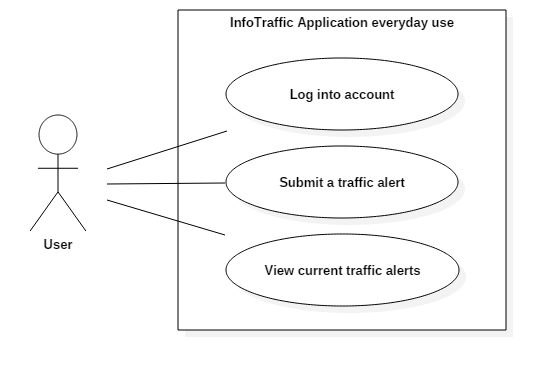 InfoTraffic Application everyday use
Log into account
Submit a traffic alert
View current traffic alerts
User